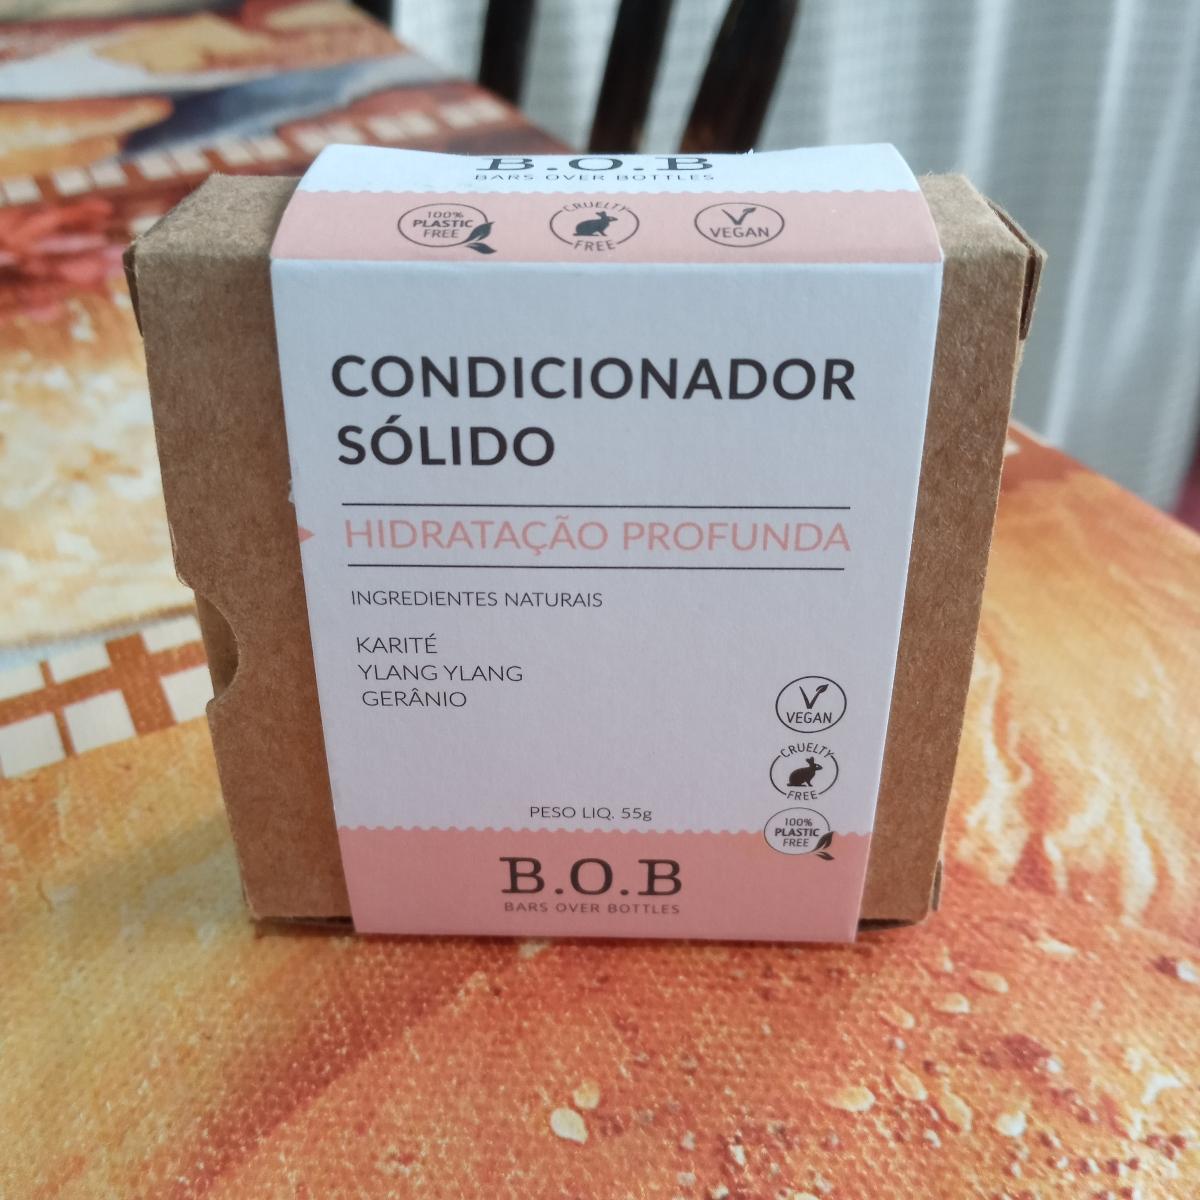 B.O.B
BARS OVER BOTTLES
100%
PLASTIC
FREE
CRUELTY
FREE
VEGAN
CONDICIONADOR
SÓLIDO
HIDRATAÇÃO PROFUNDA
INGREDIENTES NATURAIS
KARITÉ
YLANG YLANG
GERÂNIO
VEGAN
CRUELTY
FREE
100%
PLASTIC
FREE
PESO LIQ. 55g
B.O.B
BARS OVER BOTTLES